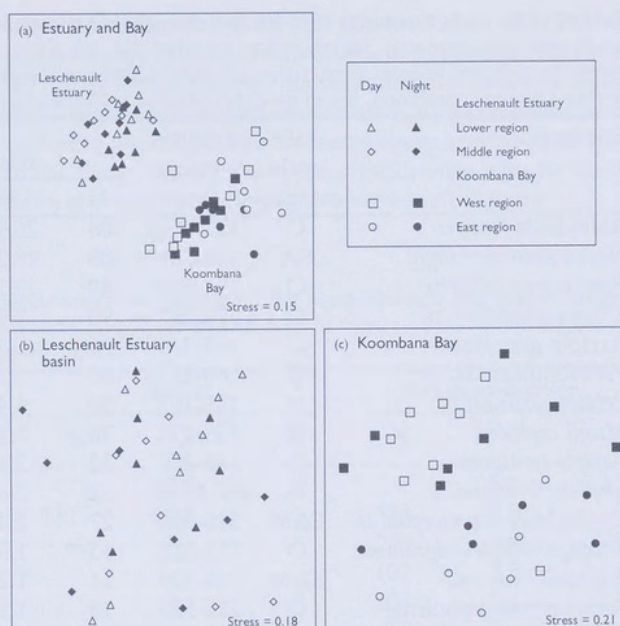 (a) Estuary and Bay
Leschenault
Estuary
Koombana
Bay
Stress = 0.15
Day Night
Leschenault Estuary
Lower region
Middle region
Koombana Bay
West region
East region
(b) Leschenault Estuary
basin
Stress = 0.18
(c) Koombana Bay
Stress = 0.21